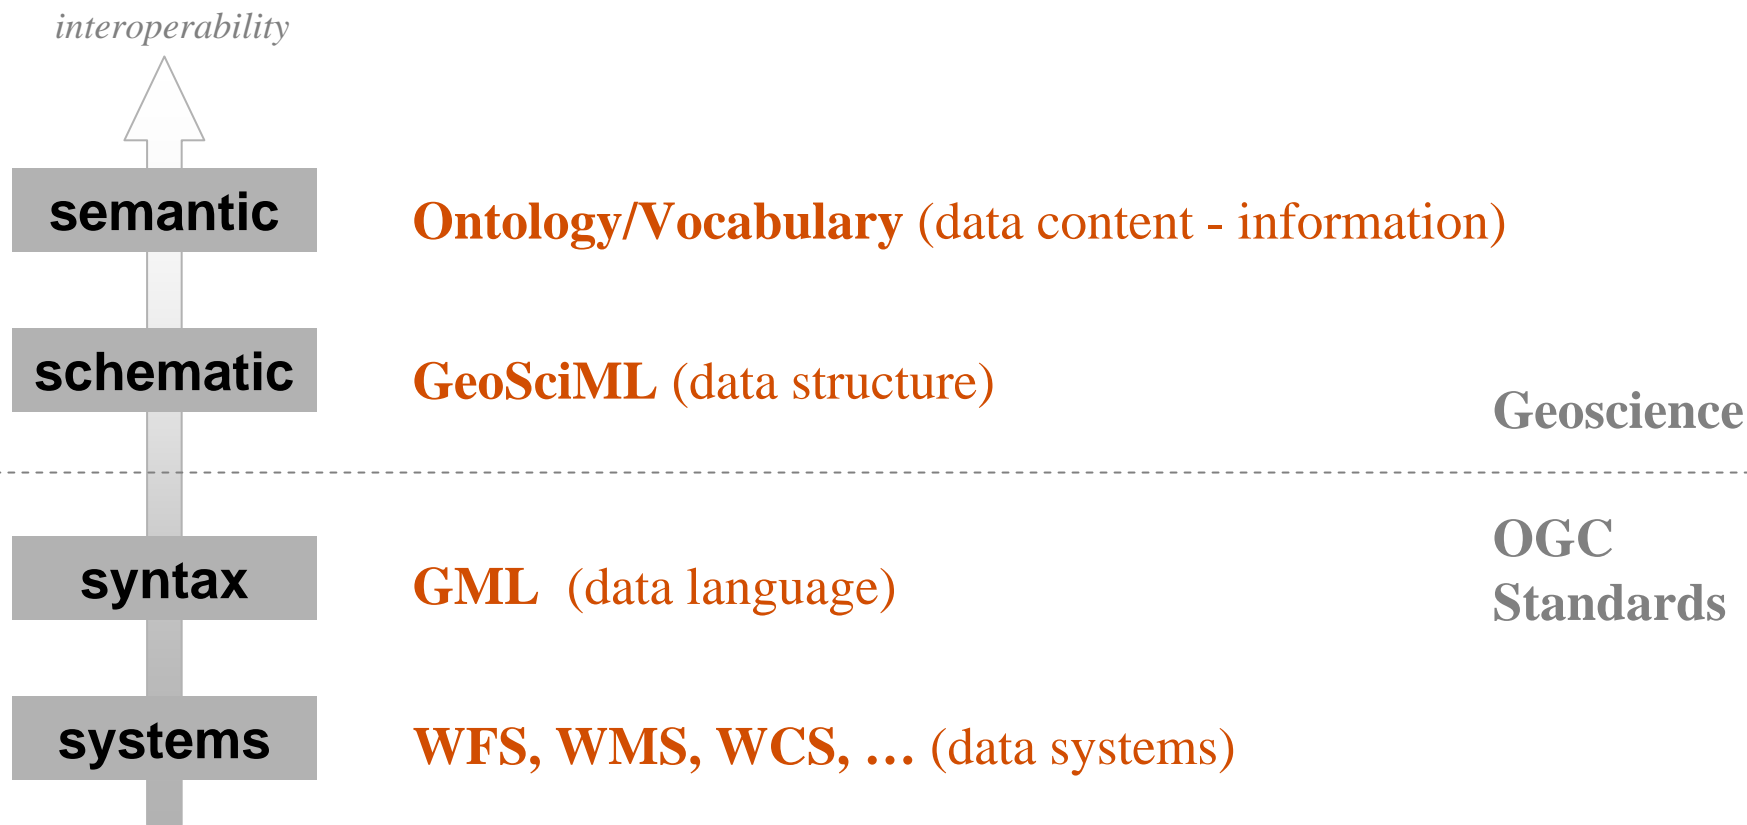 interoperability
semantic
Ontology/Vocabulary (data content - information)
schematic
GeoSciML (data structure)
Geoscience
OGC
Standards
syntax
GML (data language)
systems
WFS, WMS, WCS, … (data systems)